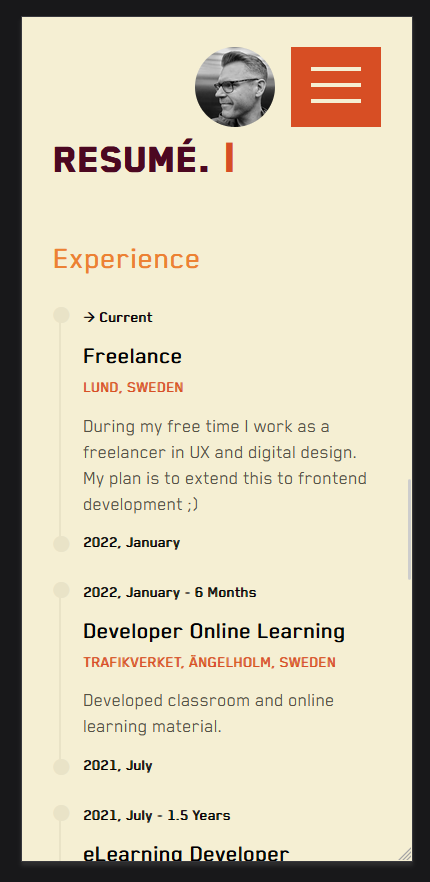 RESUMÉ. |
Experience
→ Current
Freelance
LUND, SWEDEN
During my free time I work as a
freelancer in UX and digital design.
My plan is to extend this to frontend
development ;)
2022, January
2022, January - 6 Months
Developer Online Learning
TRAFIKVERKET, ÄNGELHOLM, SWEDEN
Developed classroom and online
learning material.
2021, July
2021, July - 1.5 Years
eLearning Developer